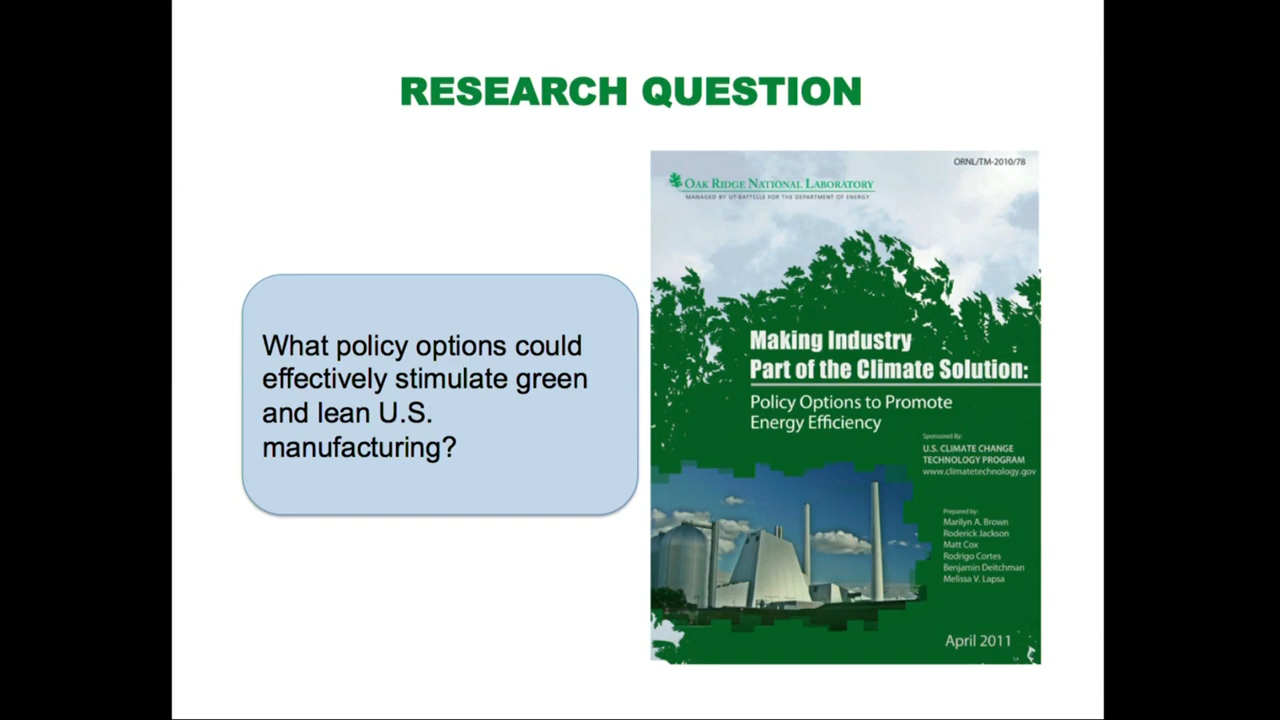 RESEARCH QUESTION
What policy options could
effectively stimulate green
and lean U.S.
manufacturing?
ORNL/TM-2010/78
OAK RIDGE NATIONAL LABORATORY
MANAGED BY UT-BATTELLE FOR THE DEPARTMENT OF ENERGY
Making Industry
Part of the Climate Solution:
Policy Options to Promote
Energy Efficiency
Sponsored By:
U.S. CLIMATE CHANGE
TECHNOLOGY PROGRAM
www.climatetechnology.gov
Prepared by:
Marilyn A. Brown
Roderick Jackson
Matt Cox
Rodrigo Cortes
Benjamin Deitchman
Melissa V. Lapsa
April 2011